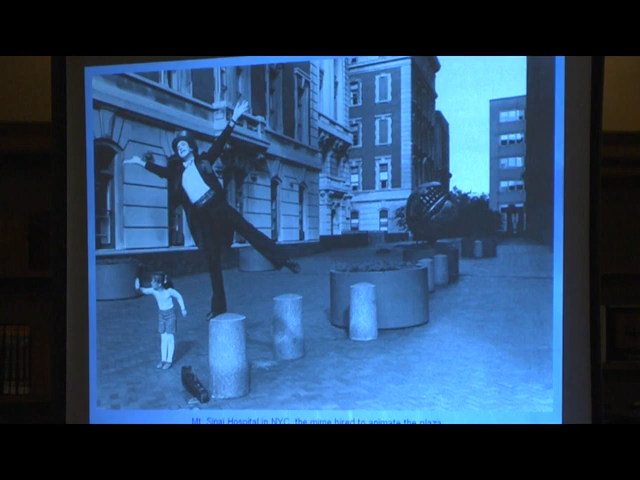 Mt. Sinai Hospital in NYC, the mime hired to animate the plaza